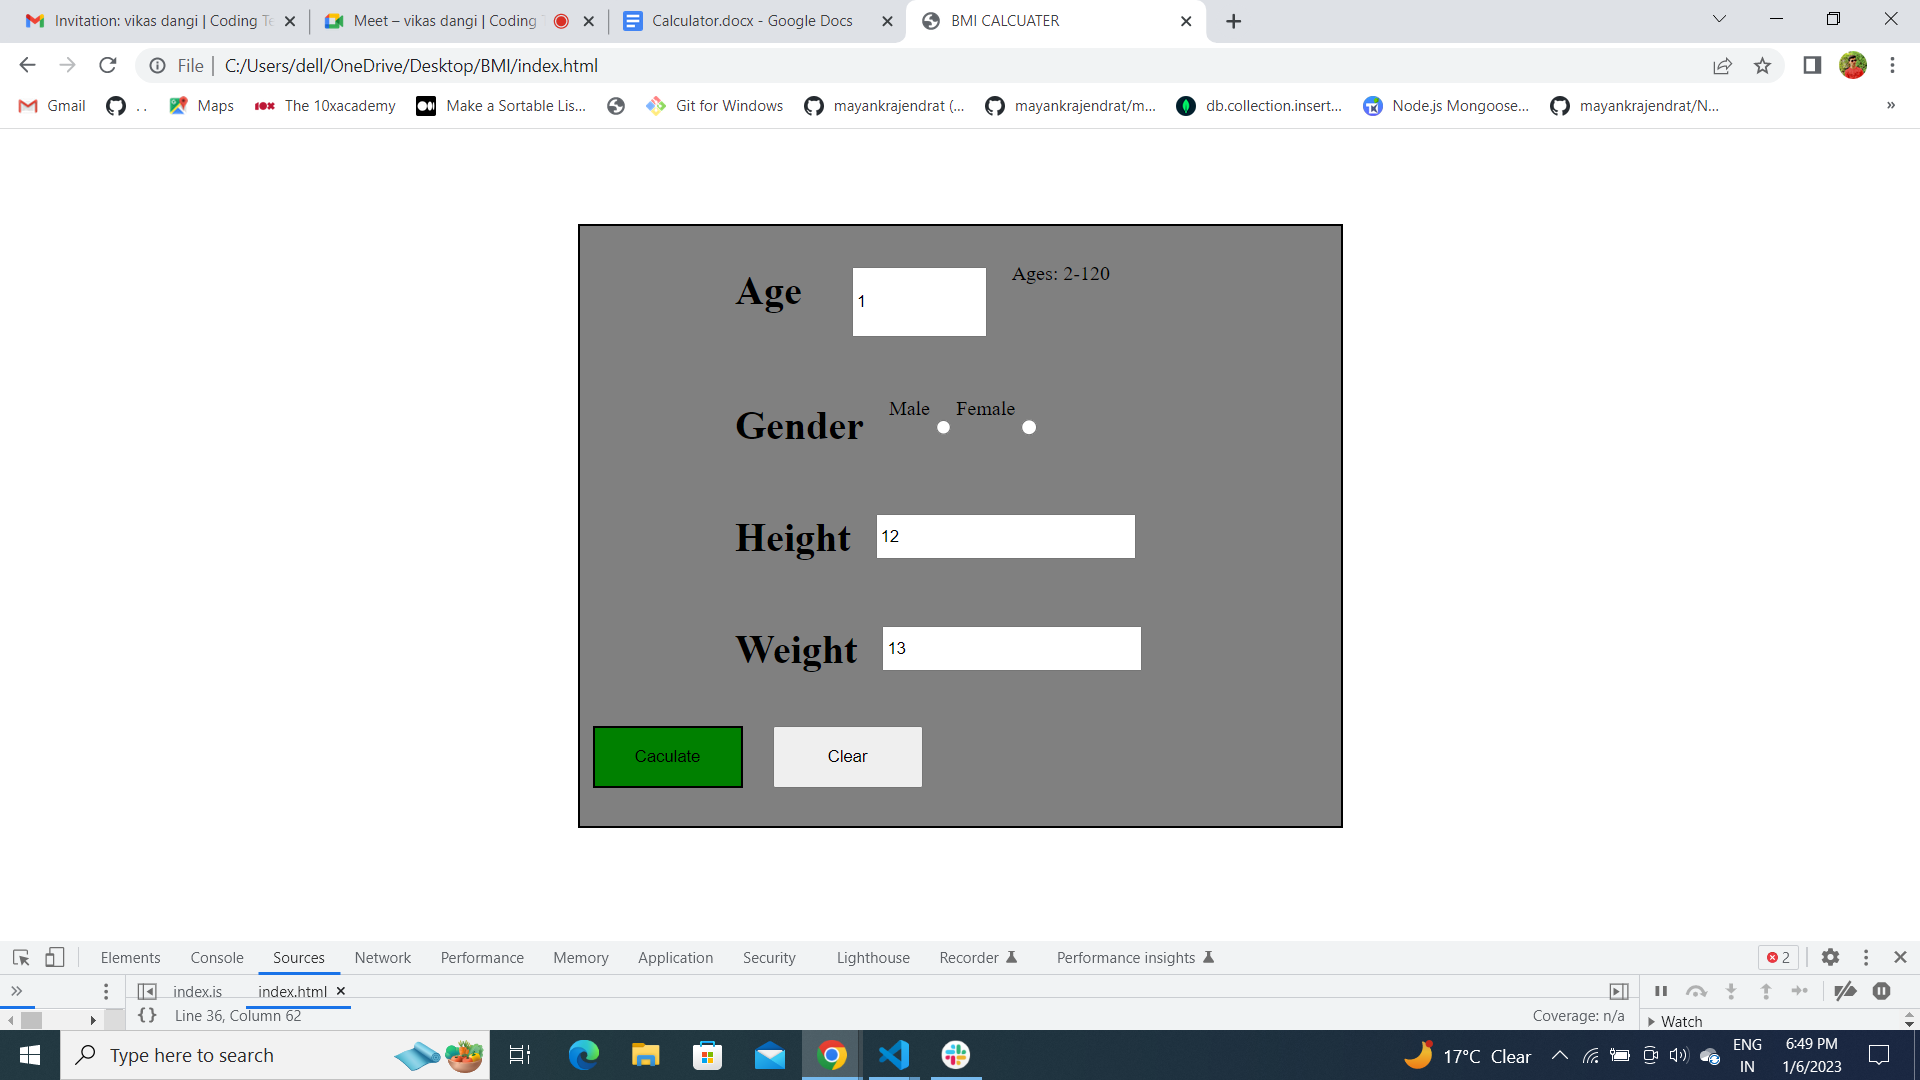 Invitation: vikas dangi | Coding Te
Meet – vikas dangi | Coding
Calculator.docx - Google Docs
BMI CALCUATER
File | C:/Users/dell/OneDrive/Desktop/BMI/index.html
Gmail
. .
Maps
The 10xacademy
Make a Sortable Lis...
Git for Windows
mayankrajendrat (...
mayankrajendrat/m...
db.collection.insert...
Node.js Mongoose...
mayankrajendrat/N...
»
Age
1
Ages: 2-120
Gender
Male
Female
Height
12
Weight
13
Caculate
Clear
Elements
Console
Sources
Network
Performance
Memory
Application
Security
Lighthouse
Recorder
Performance insights
2
index.js
index.html
{} Line 36, Column 62
Coverage: n/a
Watch
Type here to search
17°C Clear
ENG
IN
6:49 PM
1/6/2023